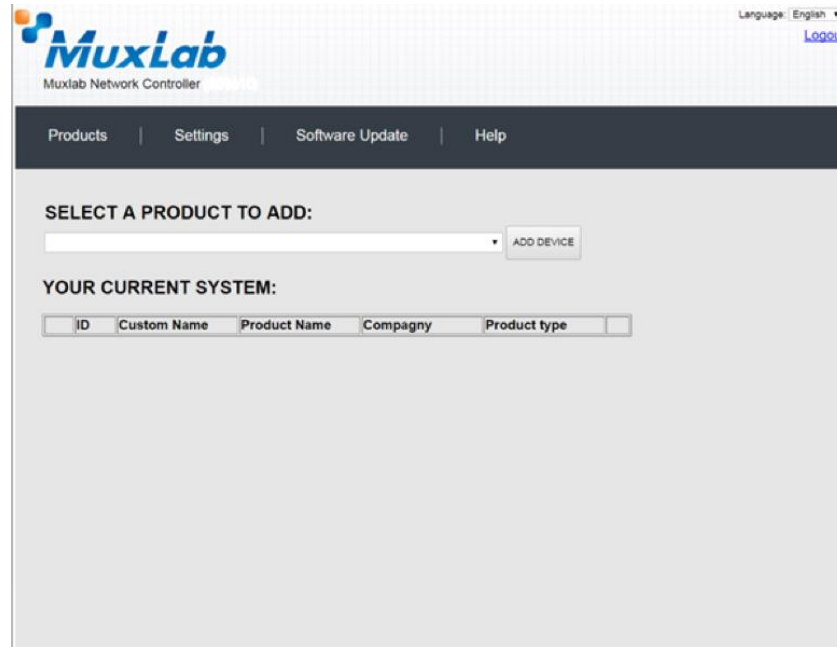 Language: English
MuxLab
Muxlab Network Controller
Products | Settings | Software Update | Help
SELECT A PRODUCT TO ADD:
ADD DEVICE
YOUR CURRENT SYSTEM:
ID Custom Name Product Name Compagny Product type